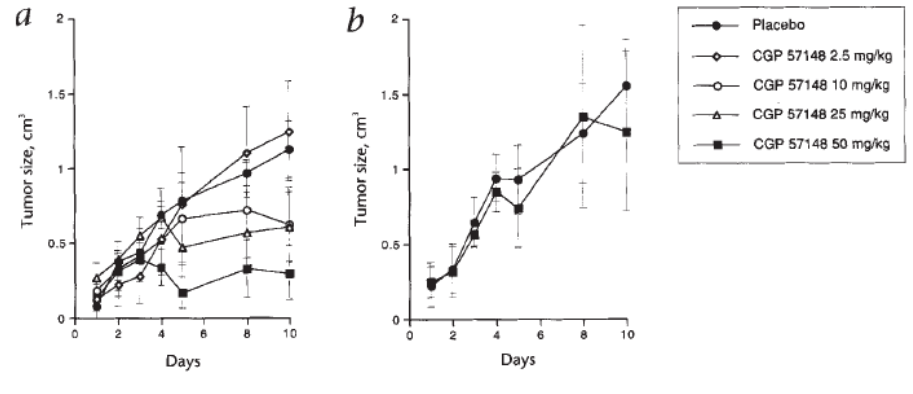 a
b
2
1.5
1
0.5
0
Tumor size, cm³
0 2 4 6 8 10
Days
2
1.5
1
0.5
0
Tumor size, cm³
0 2 4 6 8 10
Days
Placebo
CGP 57148 2.5 mg/kg
CGP 57148 10 mg/kg
CGP 57148 25 mg/kg
CGP 57148 50 mg/kg